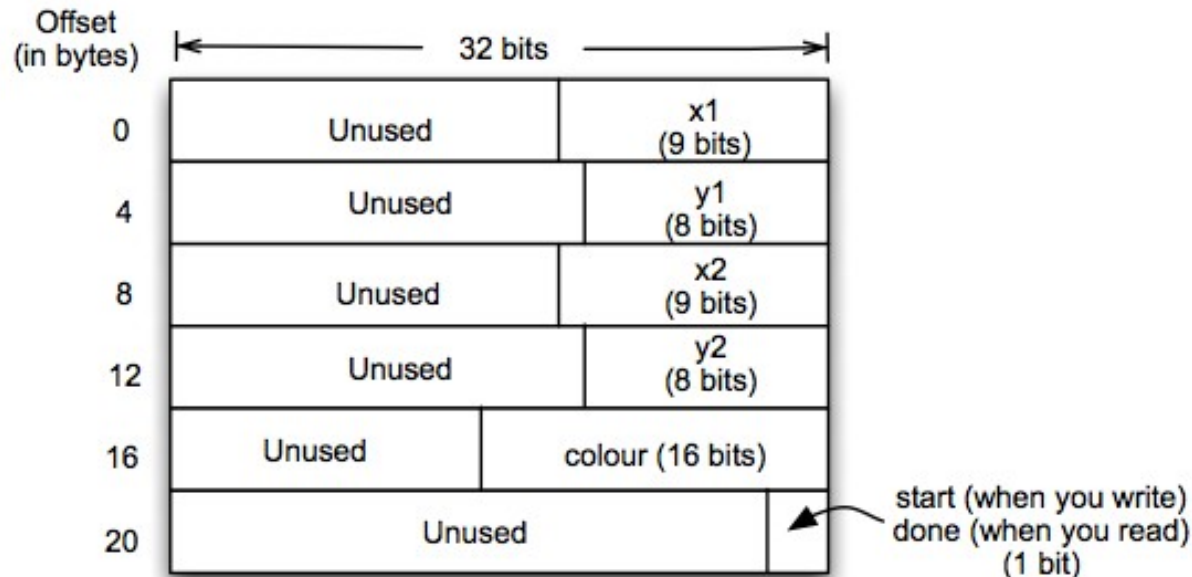 Offset
(in bytes)
32 bits
0
Unused
x1
(9 bits)
4
Unused
y1
(8 bits)
8
Unused
x2
(9 bits)
12
Unused
y2
(8 bits)
16
Unused
colour (16 bits)
20
Unused
start (when you write)
done (when you read)
(1 bit)